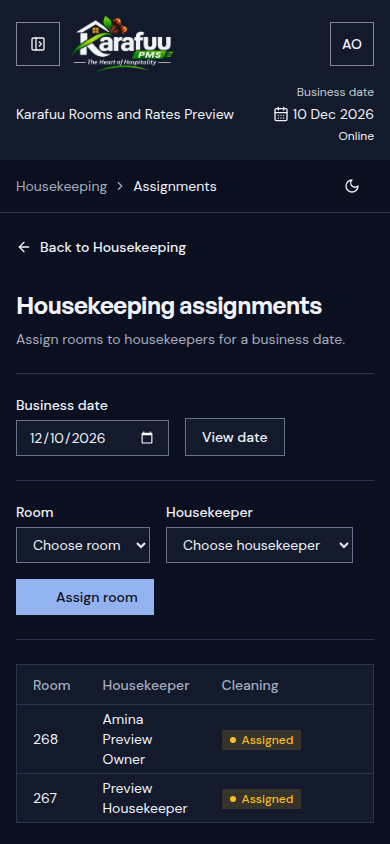 Karafuu
PMS
The Heart of Hospitality
AO
Business date
Karafuu Rooms and Rates Preview
10 Dec 2026
Online
Housekeeping > Assignments
Back to Housekeeping
Housekeeping assignments
Assign rooms to housekeepers for a business date.
Business date
12/10/2026
View date
Room
Housekeeper
Choose room
Choose housekeeper
Assign room
Room Housekeeper Cleaning
268 Amina Preview Owner Assigned
267 Preview Housekeeper Assigned